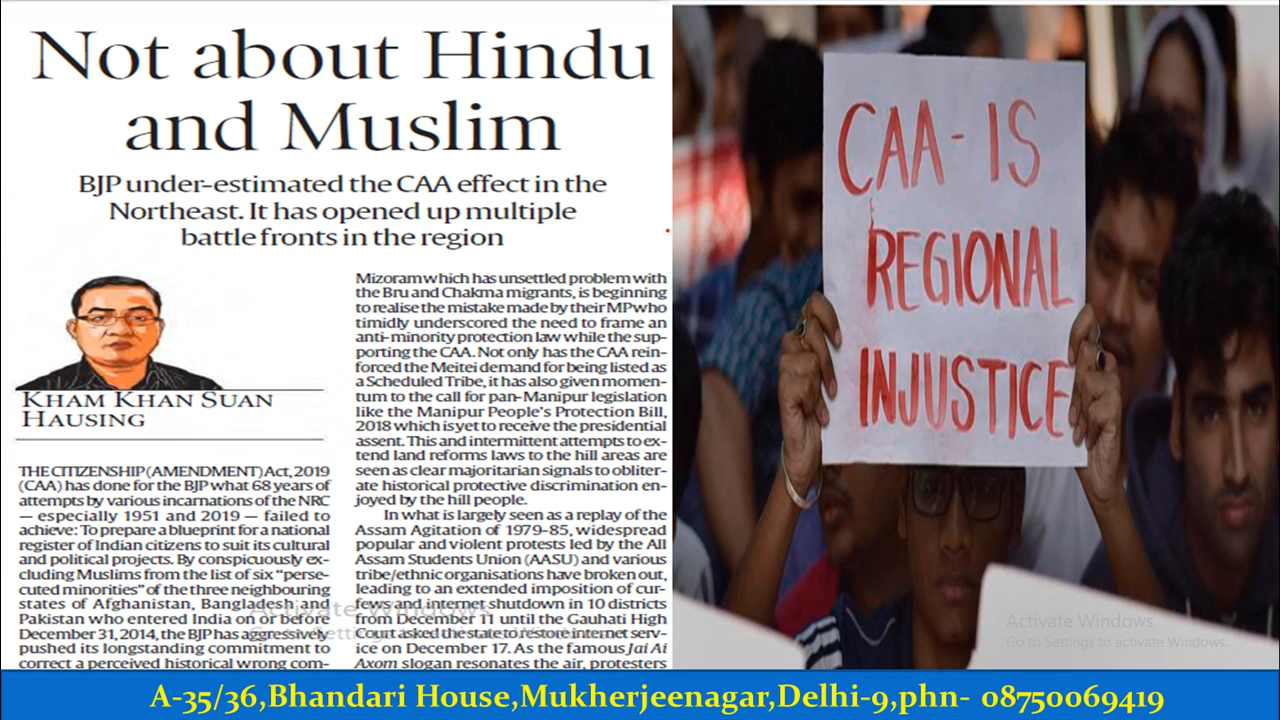 Not about Hindu
and Muslim
BJP under-estimated the CAA effect in the
Northeast. It has opened up multiple
battle fronts in the region
KHAM KHAN SUAN
HAUSING
THE CITIZENSHIP (AMENDMENT) Act, 2019
(CAA) has done for the BJP what 68 years of
attempts by various incarnations of the NRC
— especially 1951 and 2019 — failed to
achieve: To prepare a blueprint for a national
register of Indian citizens to suit its cultural
and political projects. By conspicuously ex-
cluding Muslims from the list of six "perse-
cuted minorities" of the three neighbouring
states of Afghanistan, Bangladesh and
Pakistan who entered India on or before
December 31, 2014, the BJP has aggressively
pushed its longstanding commitment to
correct a perceived historical wrong com-
Mizoram which has unsettled problem with
the Bru and Chakma migrants, is beginning
to realise the mistake made by their MP who
timidly underscored the need to frame an
anti-minority protection law while the sup-
porting the CAA. Not only has the CAA rein-
forced the Meitei demand for being listed as
a Scheduled Tribe, it has also given momen-
tum to the call for pan-Manipur legislation
like the Manipur People's Protection Bill,
2018 which is yet to receive the presidential
assent. This and intermittent attempts to ex-
tend land reforms laws to the hill areas are
seen as clear majoritarian signals to obliter-
ate historical protective discrimination en-
joyed by the hill people.
In what is largely seen as a replay of the
Assam Agitation of 1979-85, widespread
popular and violent protests led by the All
Assam Students Union (AASU) and various
tribe/ethnic organisations have broken out,
leading to an extended imposition of cur-
fews and internet shutdown in 10 districts
from December 11 until the Gauhati High
Court asked the state to restore internet serv-
ice on December 17. As the famous Jai Ai
Axom slogan resonates the air, protesters
Activate Windows
CAA - IS
REGIONAL
INJUSTICE
Activate Windows
Go to Settings to activate Windows.
A-35/36,Bhandari House,Mukherjeenagar,Delhi-9,phn- 08750069419